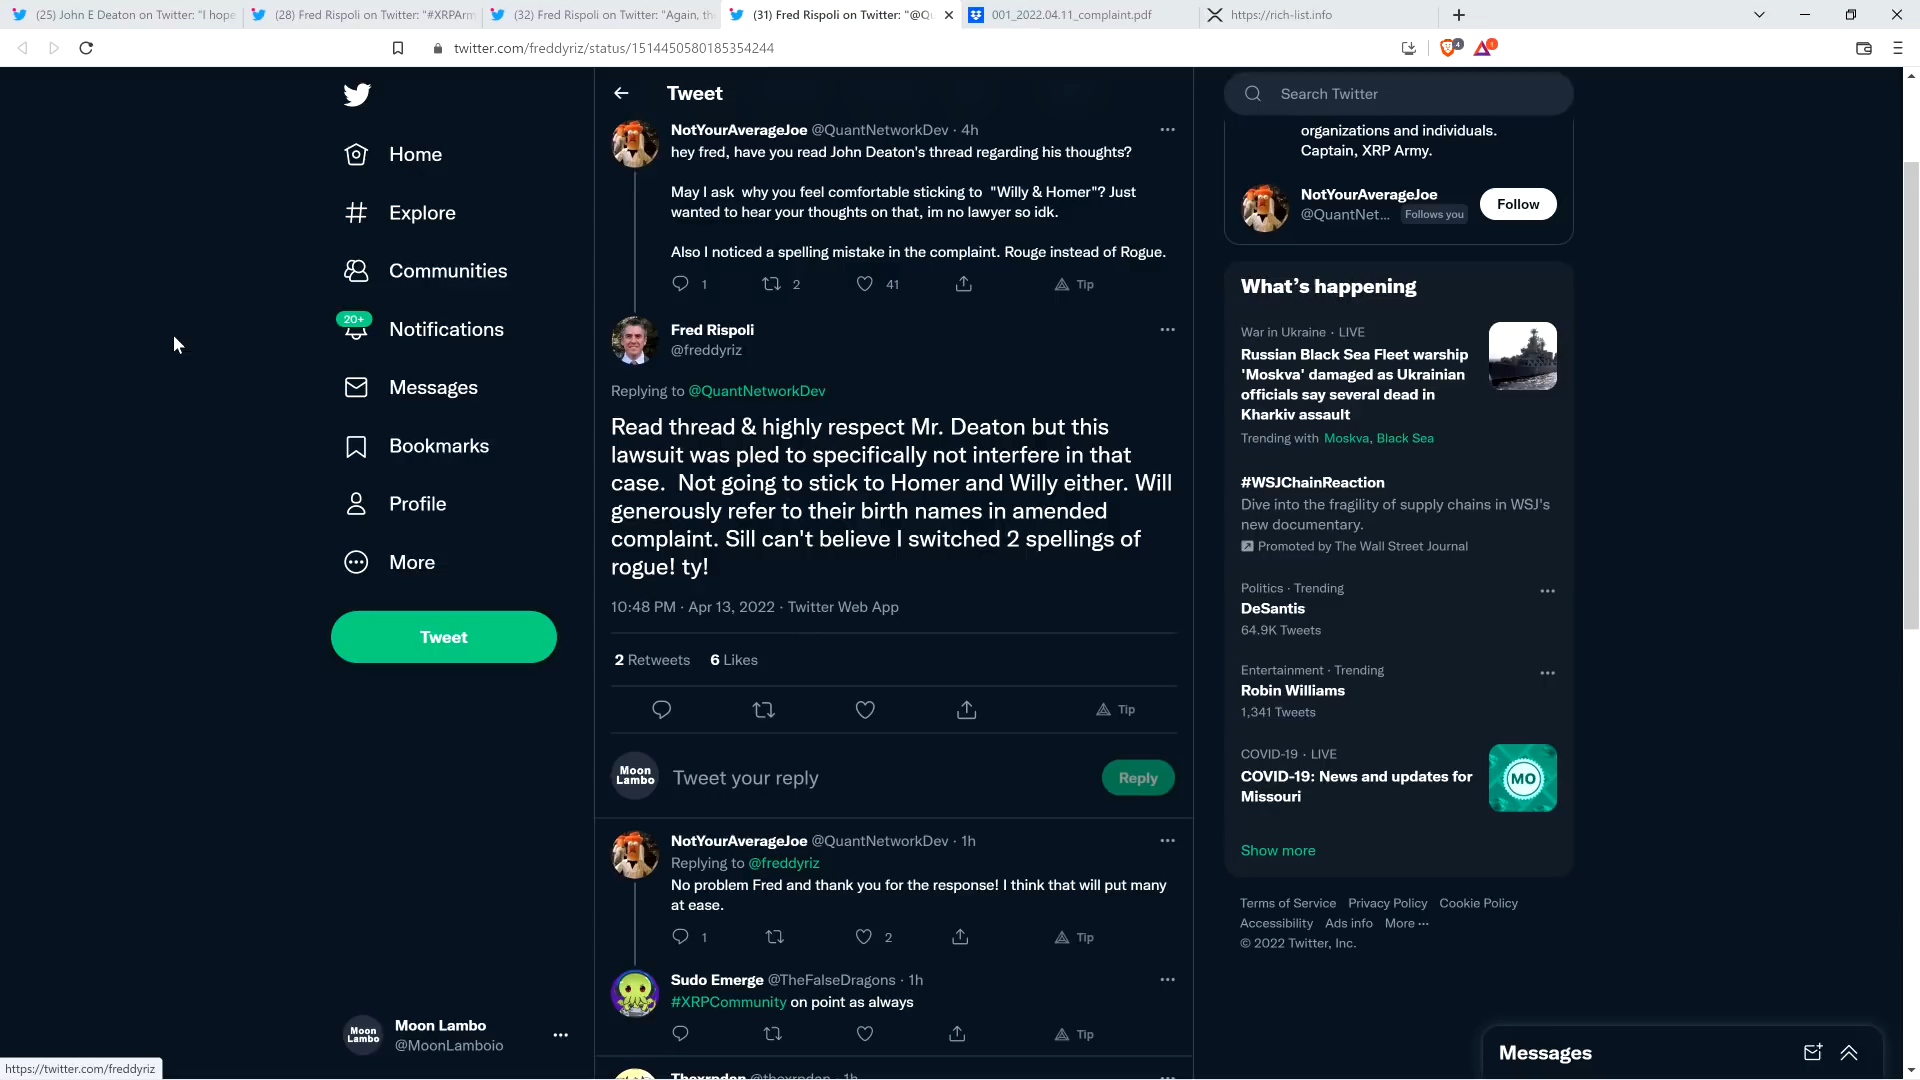 (25) John E Deaton on Twitter: "I hope
(28) Fred Rispoli on Twitter: "#XRPArm
(32) Fred Rispoli on Twitter: "Again, the
(31) Fred Rispoli on Twitter: "@Qu
001_2022.04.11_complaint.pdf
https://rich-list.info
twitter.com/freddyriz/status/1514450580185354244
4
1
Home
Explore
Communities
20+
Notifications
Messages
Bookmarks
Profile
More
Tweet
Moon Lambo
Moon Lambo
@MoonLamboio
https://twitter.com/freddyriz
Tweet
NotYourAverageJoe @QuantNetworkDev · 4h
hey fred, have you read John Deaton's thread regarding his thoughts?
May I ask  why you feel comfortable sticking to  "Willy & Homer"? Just
wanted to hear your thoughts on that, im no lawyer so idk.
Also I noticed a spelling mistake in the complaint. Rouge instead of Rogue.
1 2 41 Tip
Fred Rispoli
@freddyriz
Replying to @QuantNetworkDev
Read thread & highly respect Mr. Deaton but this
lawsuit was pled to specifically not interfere in that
case.  Not going to stick to Homer and Willy either. Will
generously refer to their birth names in amended
complaint. Sill can't believe I switched 2 spellings of
rogue! ty!
10:48 PM · Apr 13, 2022 · Twitter Web App
2 Retweets 6 Likes
Tip
Moon
Lambo
Tweet your reply
Reply
NotYourAverageJoe @QuantNetworkDev · 1h
Replying to @freddyriz
No problem Fred and thank you for the response! I think that will put many
at ease.
1 2 Tip
Sudo Emerge @TheFalseDragons · 1h
#XRPCommunity on point as always
Tip
Thexrpdan @thexrpdan · 1h
Search Twitter
organizations and individuals.
Captain, XRP Army.
NotYourAverageJoe
@QuantNet... Follows you
Follow
What's happening
War in Ukraine · LIVE
Russian Black Sea Fleet warship
'Moskva' damaged as Ukrainian
officials say several dead in
Kharkiv assault
Trending with Moskva, Black Sea
#WSJChainReaction
Dive into the fragility of supply chains in WSJ's
new documentary.
Promoted by The Wall Street Journal
Politics · Trending
DeSantis
64.9K Tweets
Entertainment · Trending
Robin Williams
1,341 Tweets
COVID-19 · LIVE
COVID-19: News and updates for
Missouri
MO
Show more
Terms of Service Privacy Policy Cookie Policy
Accessibility Ads info More ···
© 2022 Twitter, Inc.
Messages